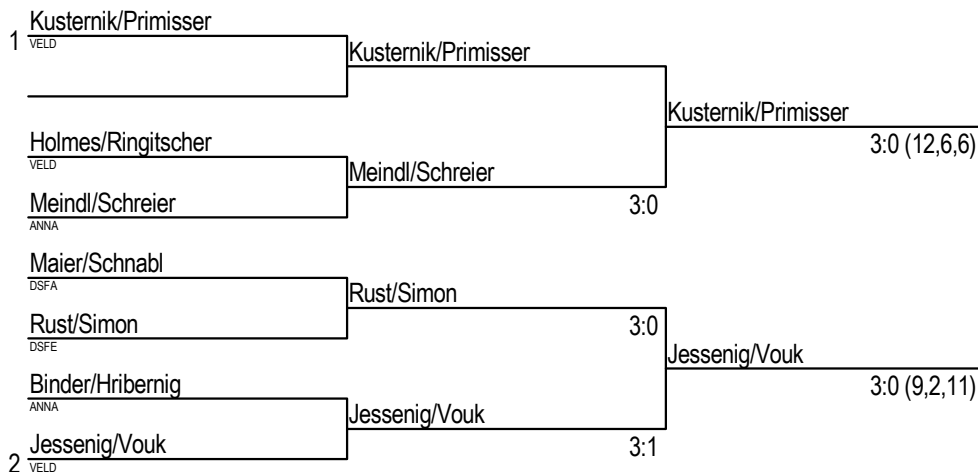 Kusternik/Primisser
1
VELD
Kusternik/Primisser
Kusternik/Primisser
3:0 (12,6,6)
Holmes/Ringitscher
VELD
Meindl/Schreier
3:0
Meindl/Schreier
ANNA
Maier/Schnabl
DSFA
Rust/Simon
3:0
Rust/Simon
DSFE
Jessenig/Vouk
3:0 (9,2,11)
Binder/Hribernig
ANNA
Jessenig/Vouk
3:1
Jessenig/Vouk
2
VELD